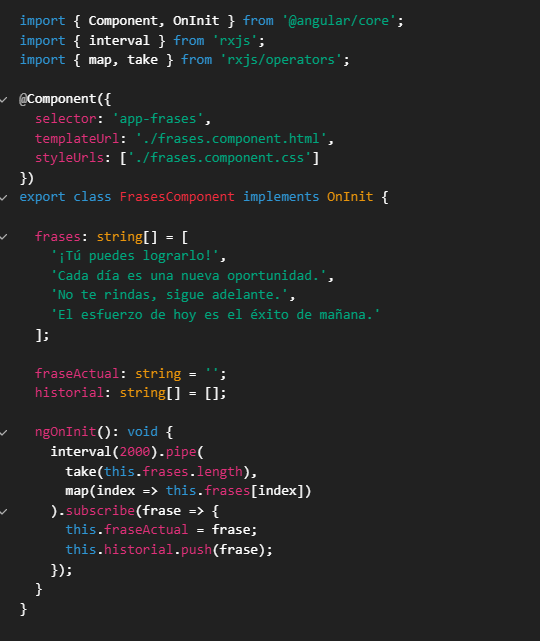 import { Component, OnInit } from '@angular/core';
import { interval } from 'rxjs';
import { map, take } from 'rxjs/operators';
@Component({
selector: 'app-frases',
templateUrl: './frases.component.html',
styleUrls: ['./frases.component.css']
})
export class FrasesComponent implements OnInit {
frases: string[] = [
'¡Tú puedes lograrlo!',
'Cada día es una nueva oportunidad.',
'No te rindas, sigue adelante.',
'El esfuerzo de hoy es el éxito de mañana.'
];
fraseActual: string = '';
historial: string[] = [];
ngOnInit(): void {
interval(2000).pipe(
take(this.frases.length),
map(index => this.frases[index])
).subscribe(frase => {
this.fraseActual = frase;
this.historial.push(frase);
});
}
}